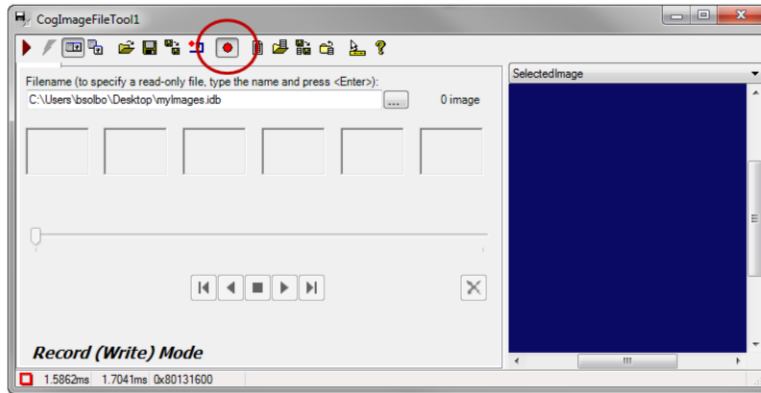 CogImageFileTool1
Filename (to specify a read-only file, type the name and press <Enter>):
C:\Users\bsolbo\Desktop\myImages.idb
...
0 image
SelectedImage
Record (Write) Mode
1.5862ms 1.7041ms 0x80131600